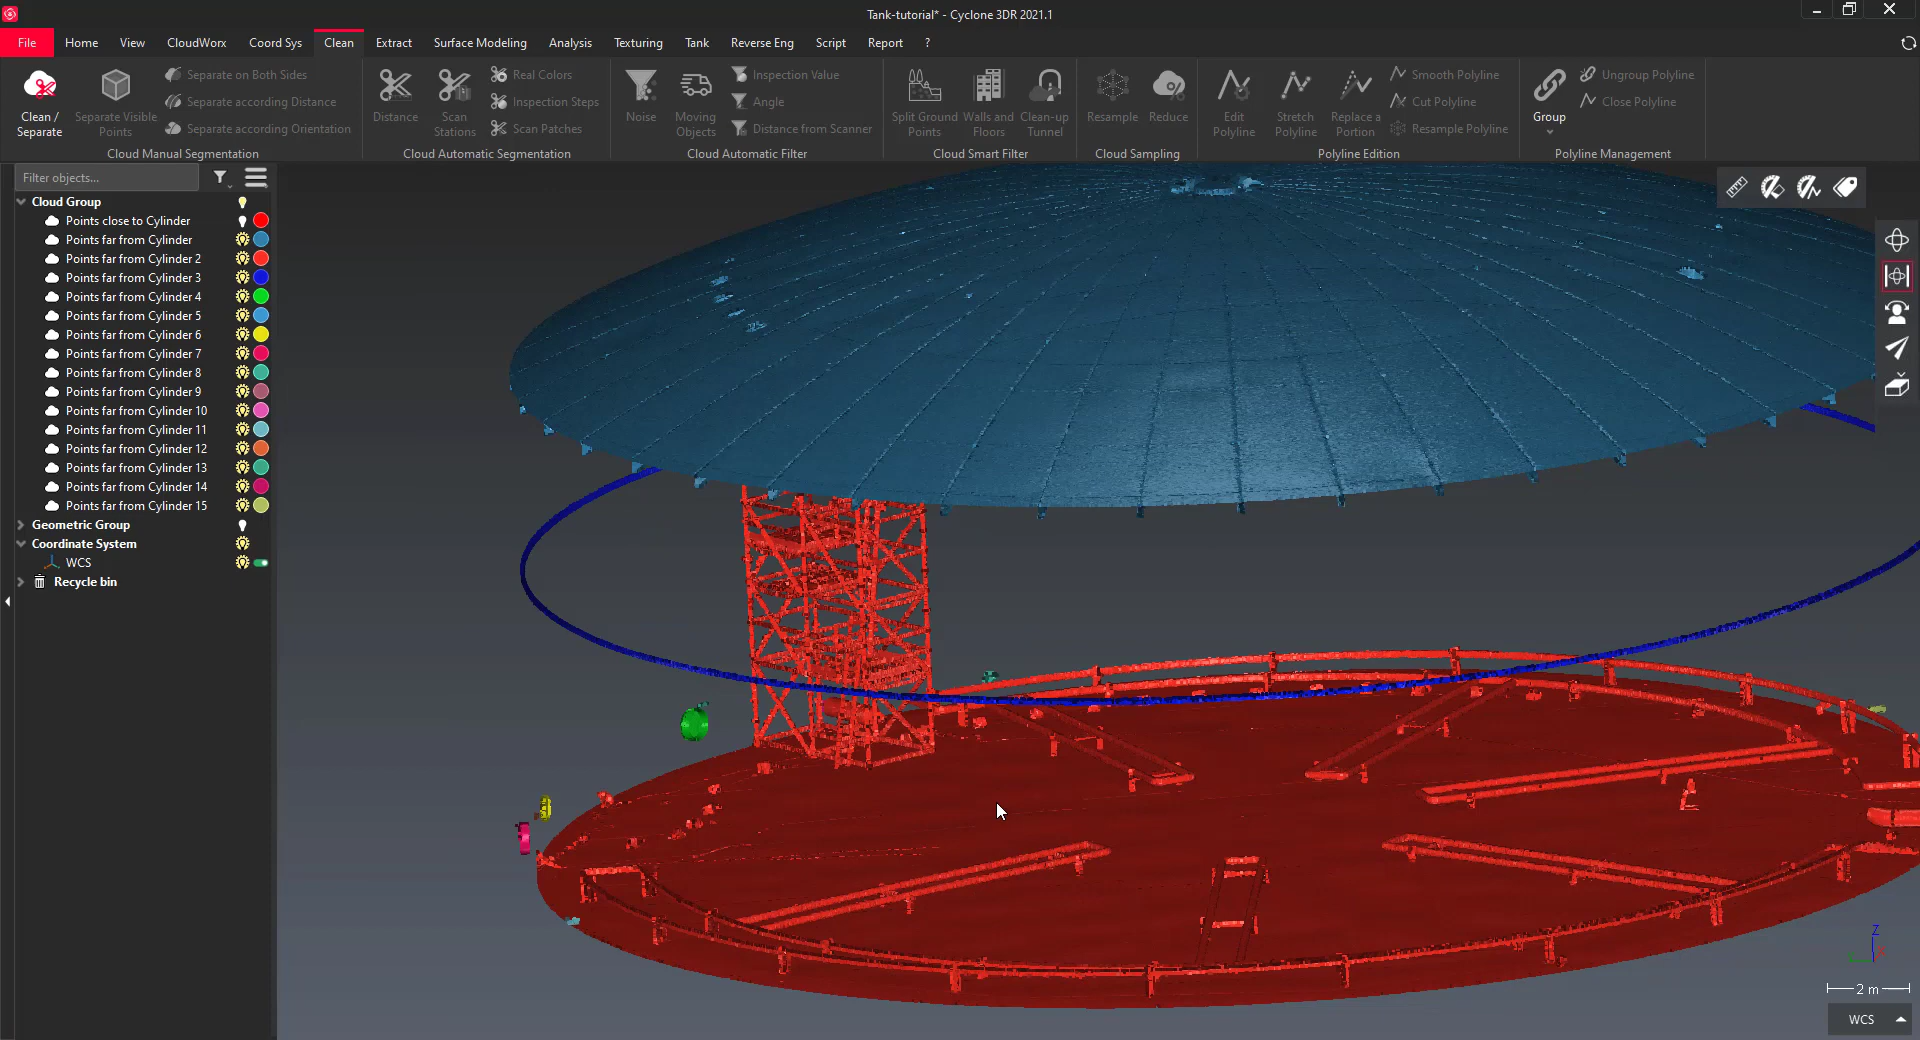 Tank-tutorial* - Cyclone 3DR 2021.1
File Home View CloudWorx Coord Sys Clean Extract Surface Modeling Analysis Texturing Tank Reverse Eng Script Report ?
Clean / Separate
Separate Visible Points
Separate on Both Sides
Separate according Distance
Separate according Orientation
Cloud Manual Segmentation
Distance
Scan Stations
Real Colors
Inspection Steps
Scan Patches
Cloud Automatic Segmentation
Noise
Moving Objects
Inspection Value
Angle
Distance from Scanner
Cloud Automatic Filter
Split Ground Points
Walls and Floors
Clean-up Tunnel
Cloud Smart Filter
Resample
Reduce
Cloud Sampling
Edit Polyline
Stretch Polyline
Replace a Portion
Smooth Polyline
Cut Polyline
Resample Polyline
Polyline Edition
Group
Ungroup Polyline
Close Polyline
Polyline Management
Filter objects...
Cloud Group
Points close to Cylinder
Points far from Cylinder
Points far from Cylinder 2
Points far from Cylinder 3
Points far from Cylinder 4
Points far from Cylinder 5
Points far from Cylinder 6
Points far from Cylinder 7
Points far from Cylinder 8
Points far from Cylinder 9
Points far from Cylinder 10
Points far from Cylinder 11
Points far from Cylinder 12
Points far from Cylinder 13
Points far from Cylinder 14
Points far from Cylinder 15
Geometric Group
Coordinate System
WCS
Recycle bin
Z
X
2 m
WCS